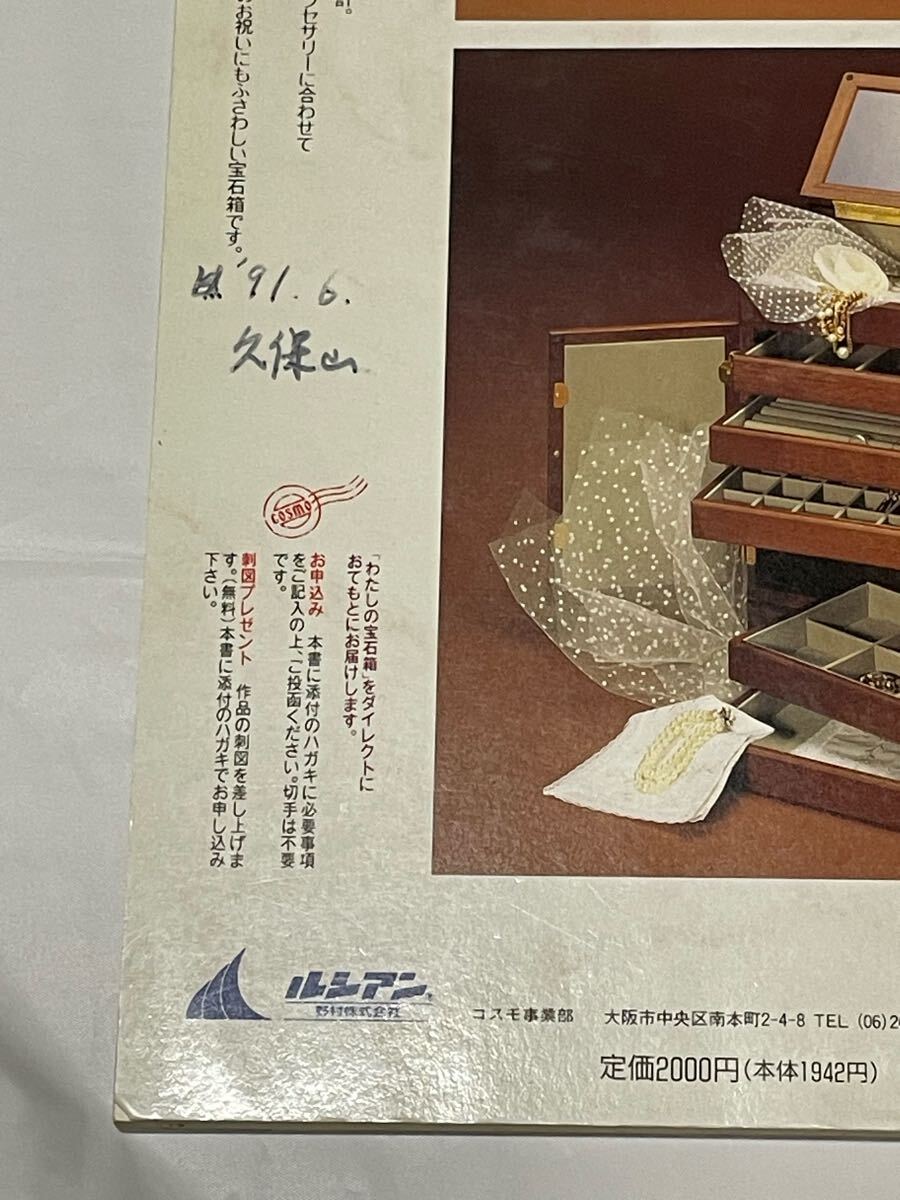 計。
クセサリーに合わせて
お祝いにもふさわしい宝石箱です。
'91.6.
久保山
COSMO
「わたしの宝石箱」をダイレクトに
おてもとにお届けします。
お申込み 本書に添付のハガキに必要事項
をご記入の上、ご投函ください。切手は不要
です。
刺図プレゼント 作品の刺図を差し上げま
す。(無料)本書に添付のハガキでお申し込み
下さい。
ルシアン
野村株式会社
コスモ事業部 大阪市中央区南本町2-4-8 TEL (06)2
定価2000円(本体1942円)